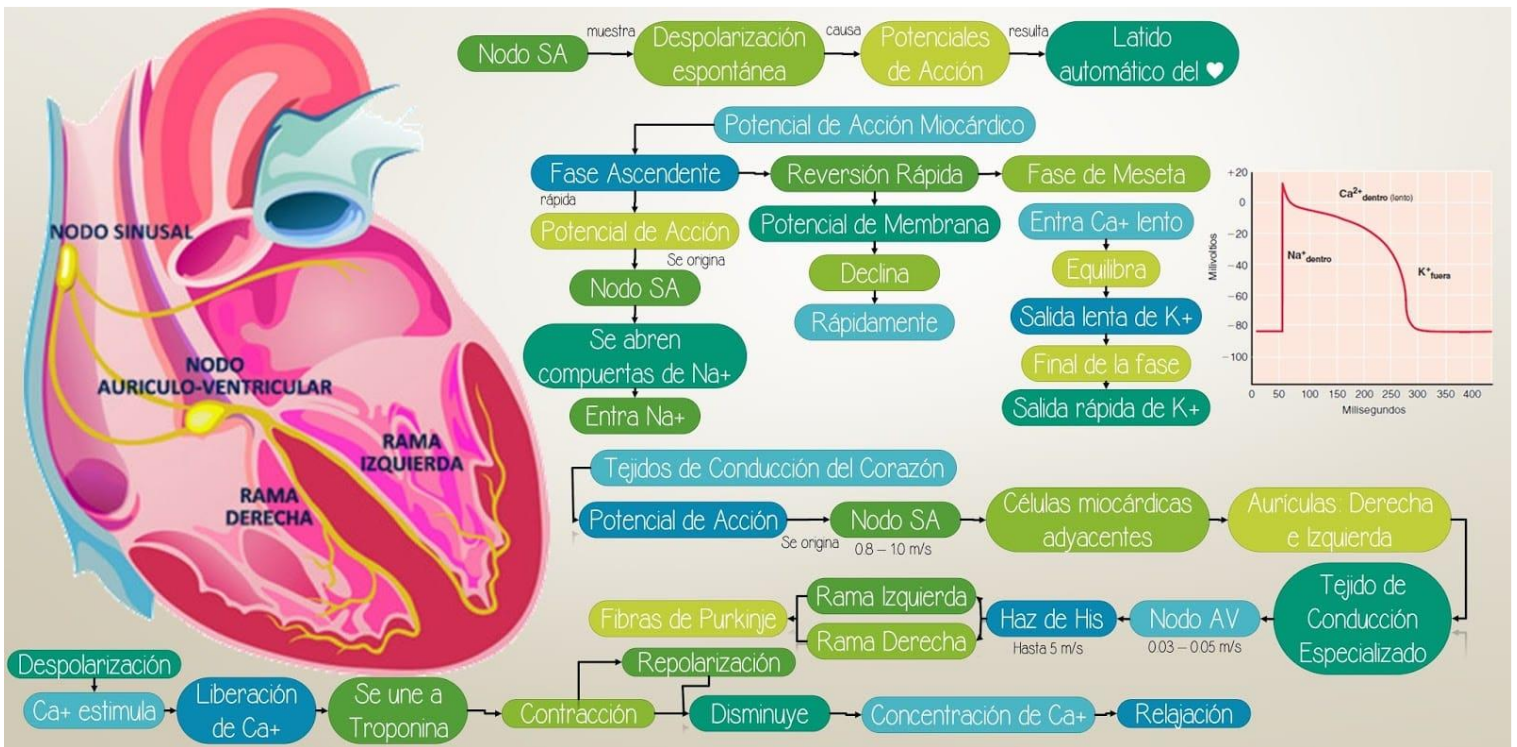 Nodo SA
muestra
Despolarización
espontánea
causa
Potenciales
de Acción
resulta
Latido
automático del ♥
Potencial de Acción Miocárdico
Fase Ascendente
rápida
Potencial de Acción
Se origina
Nodo SA
Se abren
compuertas de Na+
Entra Na+
Reversión Rápida
Potencial de Membrana
Declina
Rápidamente
Fase de Meseta
Entra Ca+ lento
Equilibra
Salida lenta de K+
Final de la fase
Salida rápida de K+
Milivoltios
+20
0
−20
−40
−60
−80
−100
Ca²⁺dentro (lento)
Na⁺dentro
K⁺fuera
0 50 100 150 200 250 300 350 400
Milisegundos
NODO SINUSAL
NODO
AURICULO-VENTRICULAR
RAMA
IZQUIERDA
RAMA
DERECHA
Tejidos de Conducción del Corazón
Potencial de Acción
Se origina
Nodo SA
0.8 – 1.0 m/s
Células miocárdicas
adyacentes
Aurículas: Derecha
e Izquierda
Tejido de
Conducción
Especializado
Nodo AV
0.03 – 0.05 m/s
Haz de His
Hasta 5 m/s
Rama Izquierda
Rama Derecha
Fibras de Purkinje
Despolarización
Ca+ estimula
Liberación
de Ca+
Se une a
Troponina
Contracción
Repolarización
Disminuye
Concentración de Ca+
Relajación